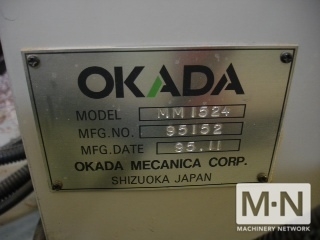 OKADA
MODEL MM1524
MFG.NO. 95152
MFG.DATE 95.11
OKADA MECANICA CORP.
SHIZUOKA JAPAN
M·N
MACHINERY NETWORK